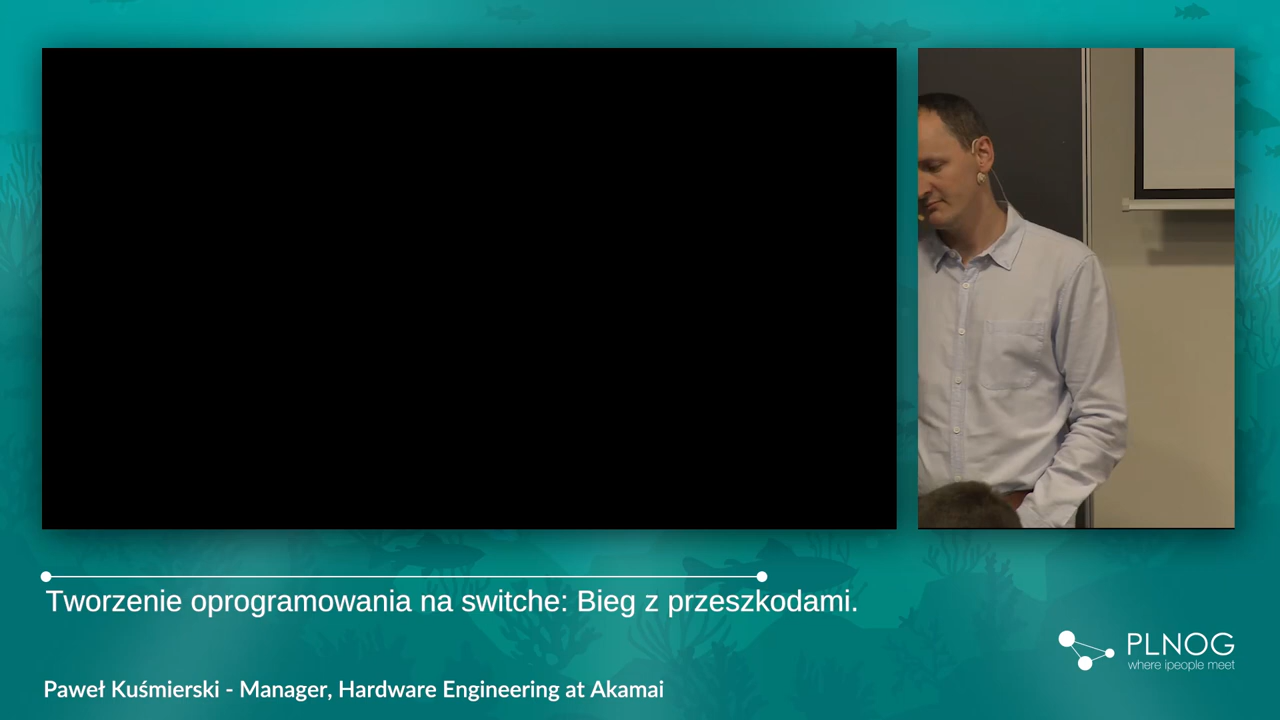 Tworzenie oprogramowania na switche: Bieg z przeszkodami.
PLNOG
where ipeople meet
Paweł Kuśmierski - Manager, Hardware Engineering at Akamai